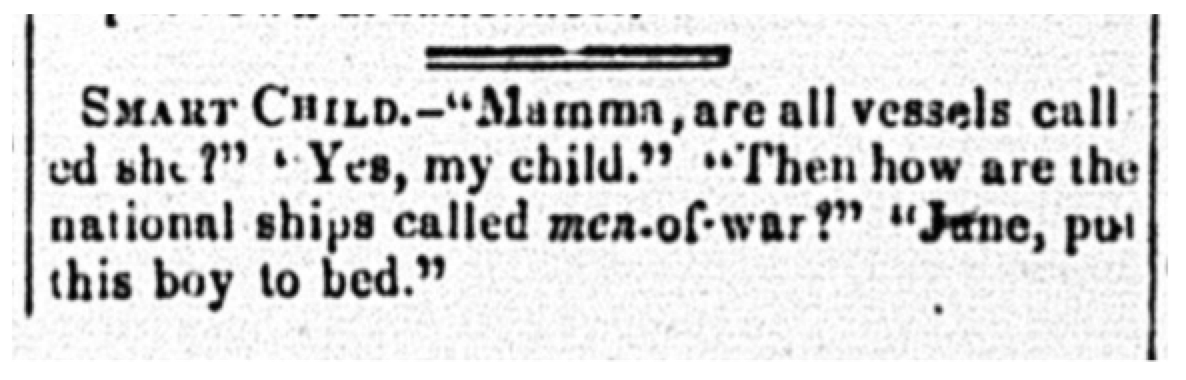 SMART CHILD.—"Mamma, are all vessels call
ed she?" "Yes, my child." "Then how are the
national ships called men-of-war?" "Jane, put
this boy to bed."